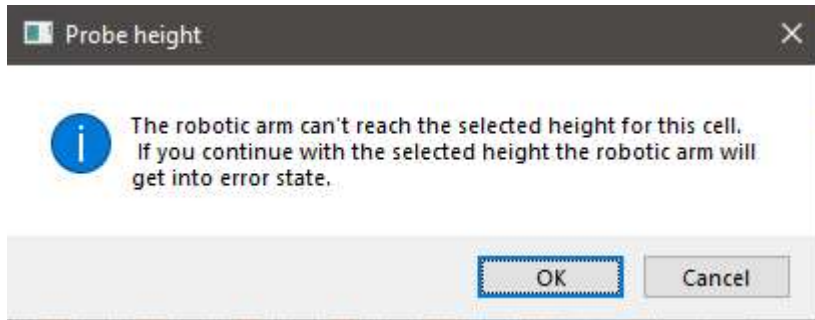 Probe height
The robotic arm can't reach the selected height for this cell.
If you continue with the selected height the robotic arm will
get into error state.
OK
Cancel